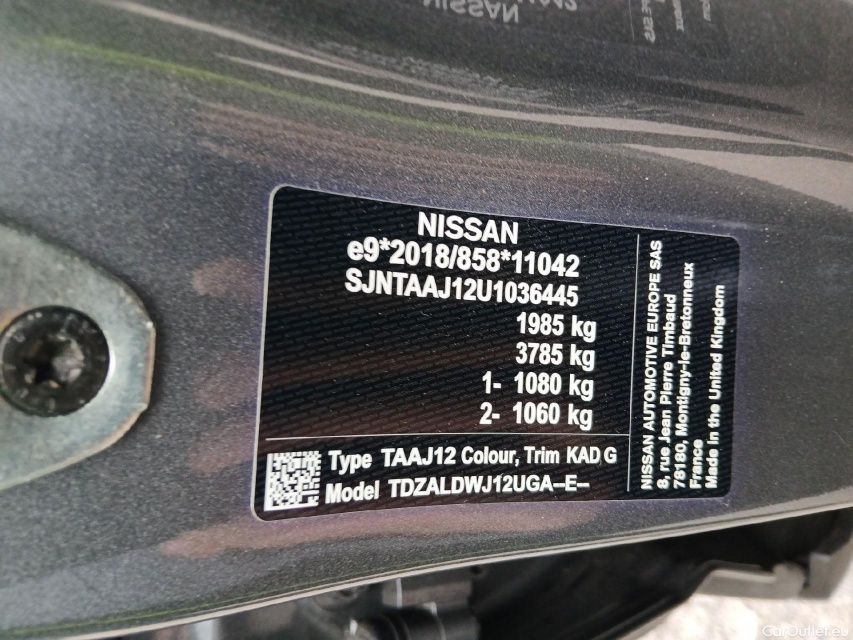 NISSAN
e9*2018/858*11042
SJNTAAJ12U1036445
1985 kg
3785 kg
1- 1080 kg
2- 1060 kg
Type TAAJ12 Colour, Trim KAD G
Model TDZALDWJ12UGA-E-
NISSAN AUTOMOTIVE EUROPE SAS
8, rue Jean Pierre Timbaud
78180, Montigny-le-Bretonneux
France
Made in the United Kingdom
NISSAN
CarOutlet.eu